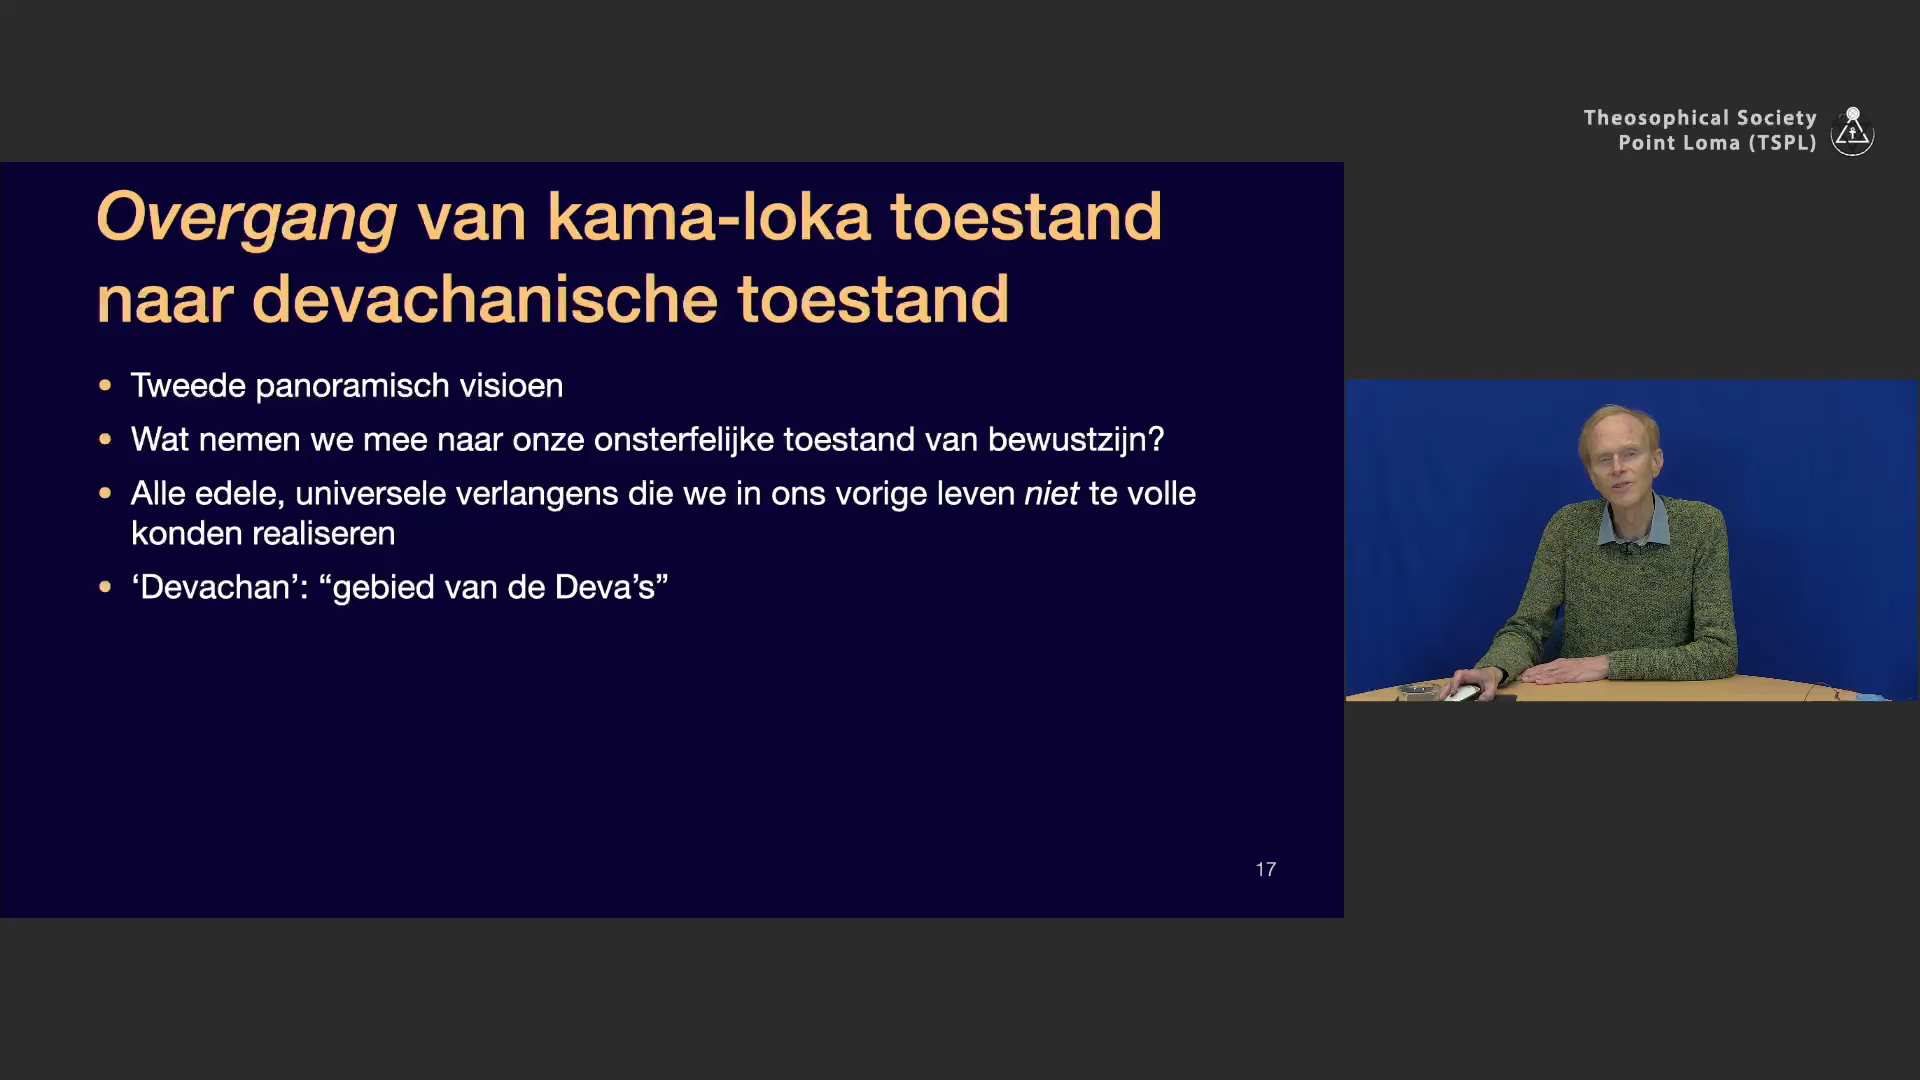 Theosophical Society
Point Loma (TSPL)
Overgang van kama-loka toestand
naar devachanische toestand
• Tweede panoramisch visioen
• Wat nemen we mee naar onze onsterfelijke toestand van bewustzijn?
• Alle edele, universele verlangens die we in ons vorige leven niet te volle
konden realiseren
• ‘Devachan’: “gebied van de Deva’s”
17